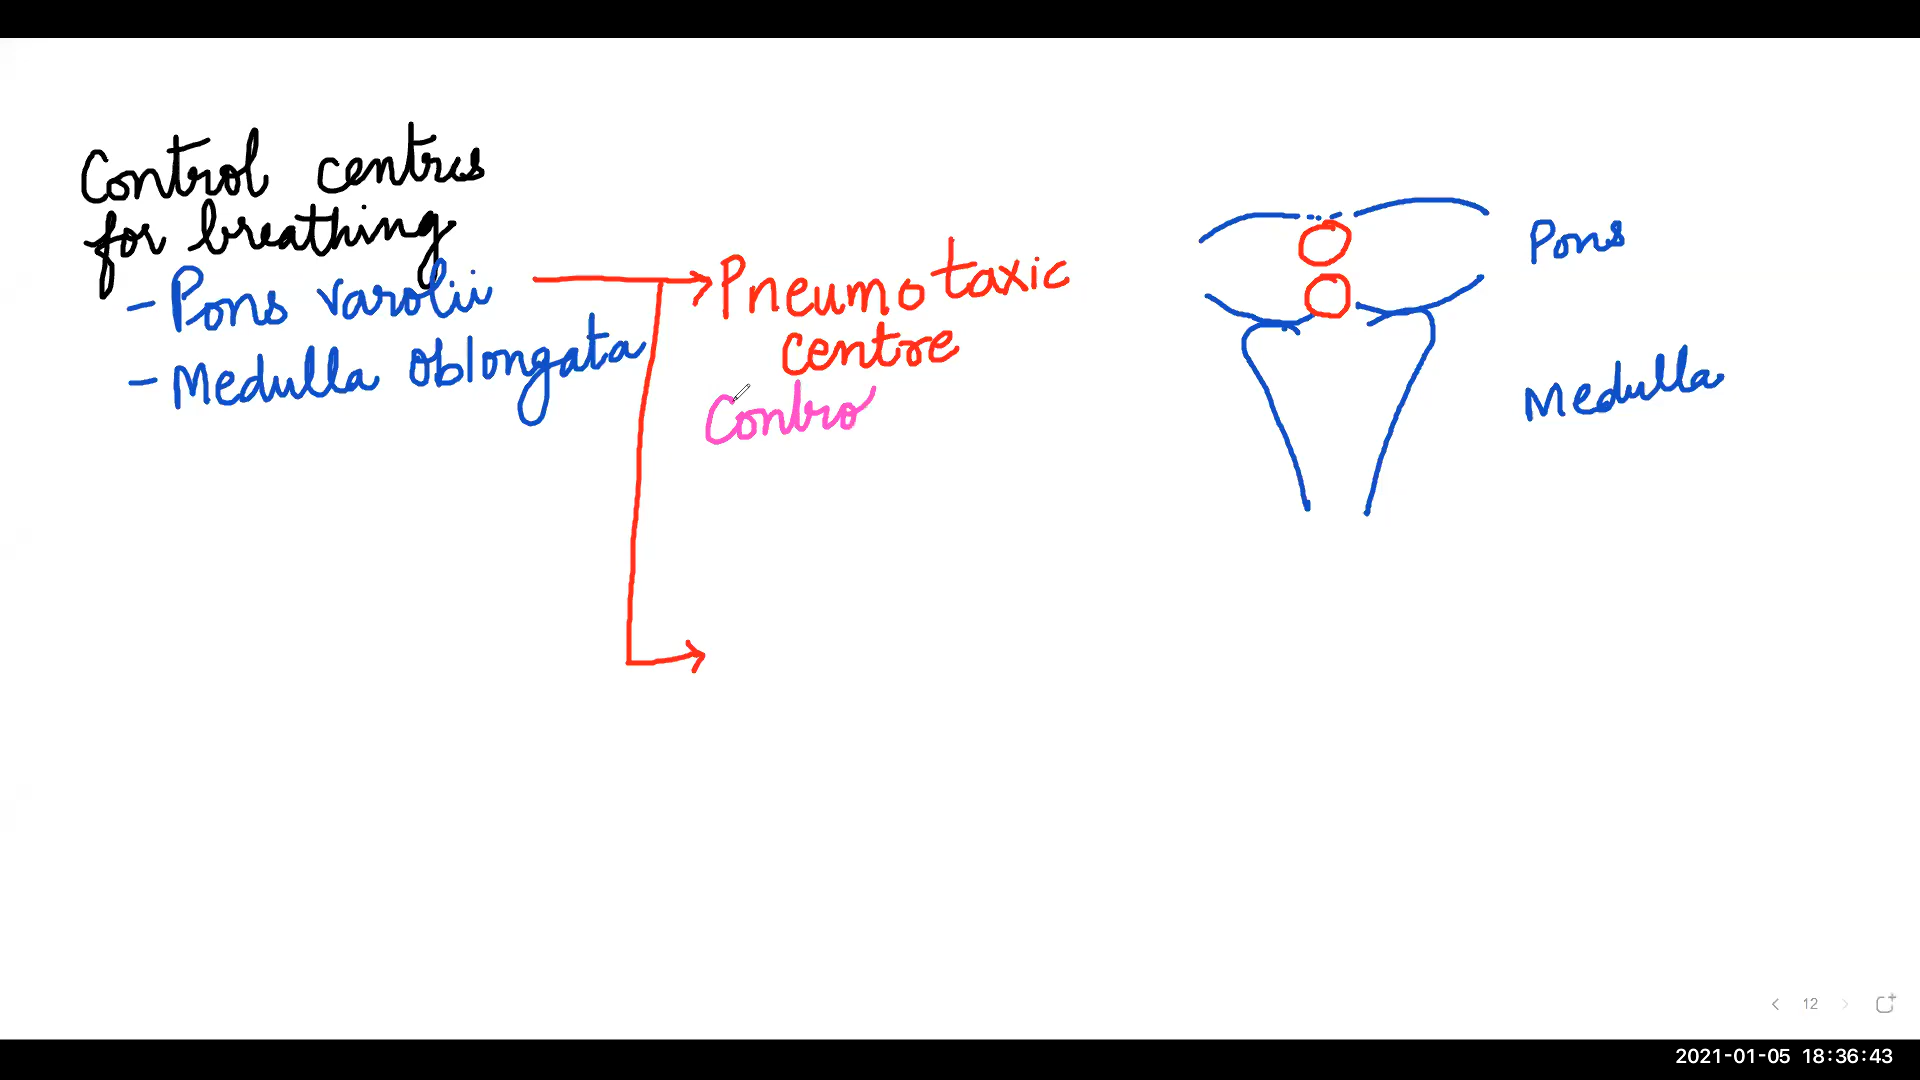 Control centres
for breathing
- Pons varolii
- Medulla oblongata
Pneumotaxic
centre
Contro
Pons
Medulla
12
2021-01-05 18:36:43